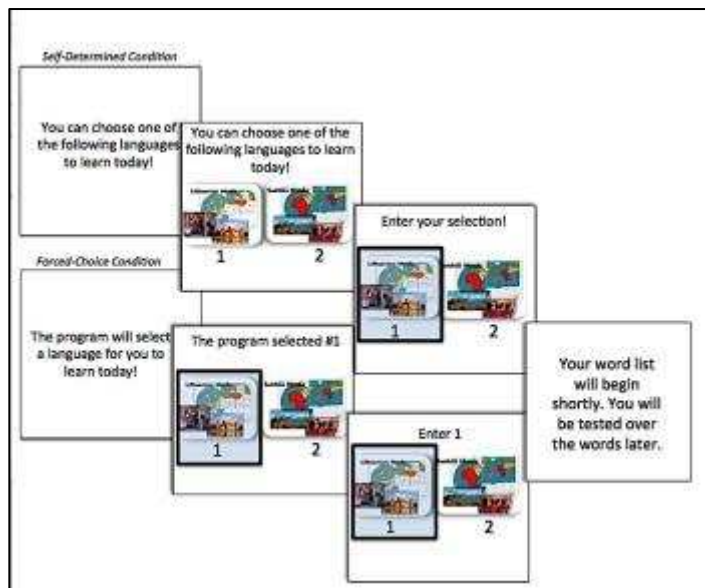 Self-Determined Condition
You can choose one of
the following languages
to learn today!
You can choose one of the
following languages to learn
today!
1 2
Enter your selection!
1 2
Forced-Choice Condition
The program will select
a language for you to
learn today!
The program selected #1
1 2
Enter 1
1 2
Your word list
will begin
shortly. You will
be tested over
the words later.